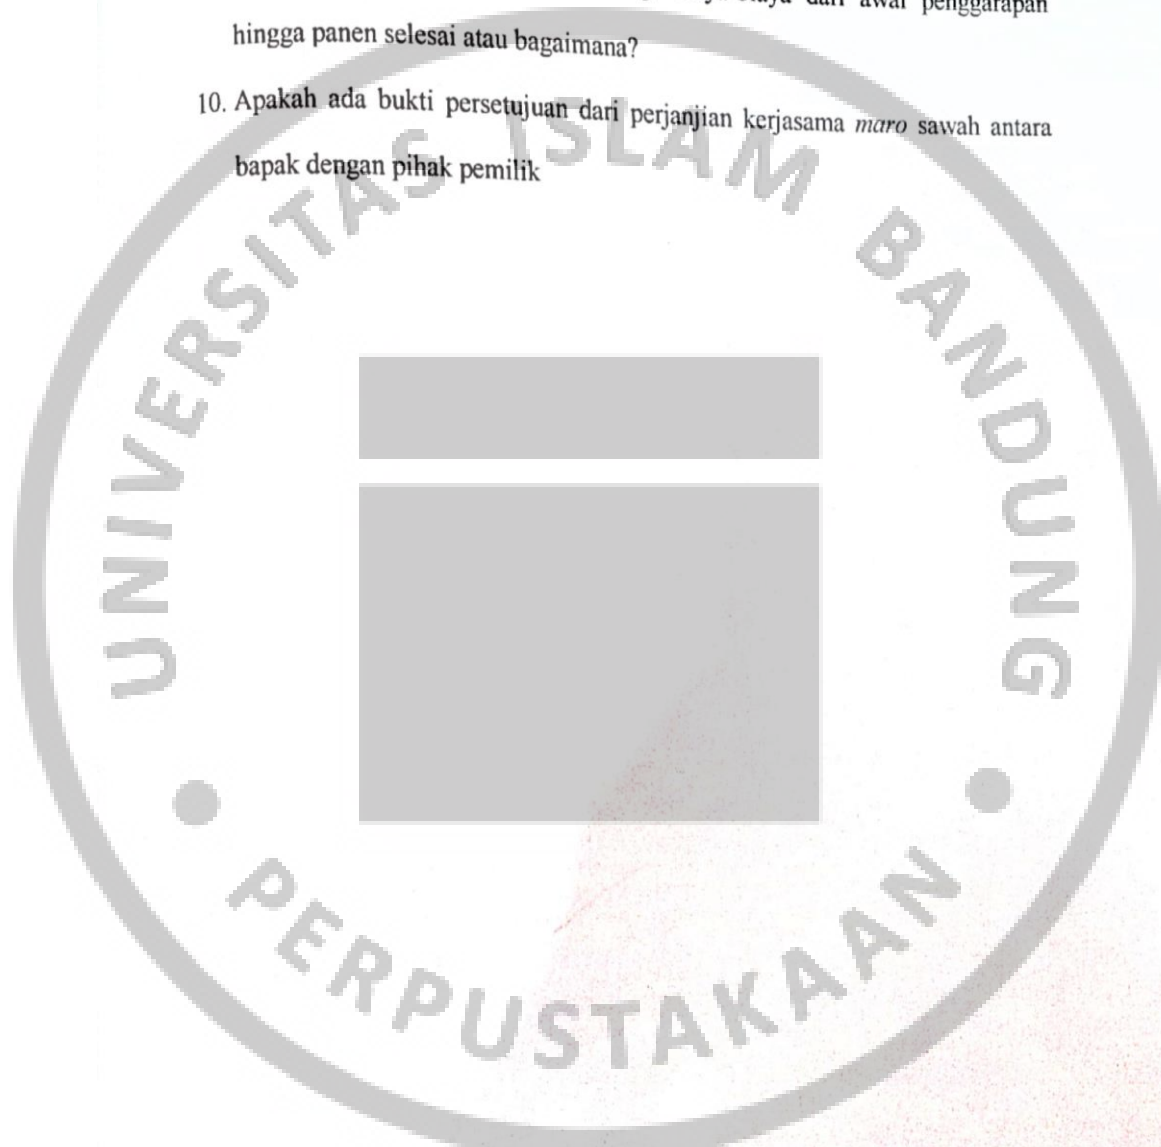 dari awal penggarapan
hingga panen selesai atau bagaimana?
10. Apakah ada bukti persetujuan dari perjanjian kerjasama maro sawah antara
bapak dengan pihak pemilik
UNIVERSITAS ISLAM BANDUNG
PERPUSTAKAAN